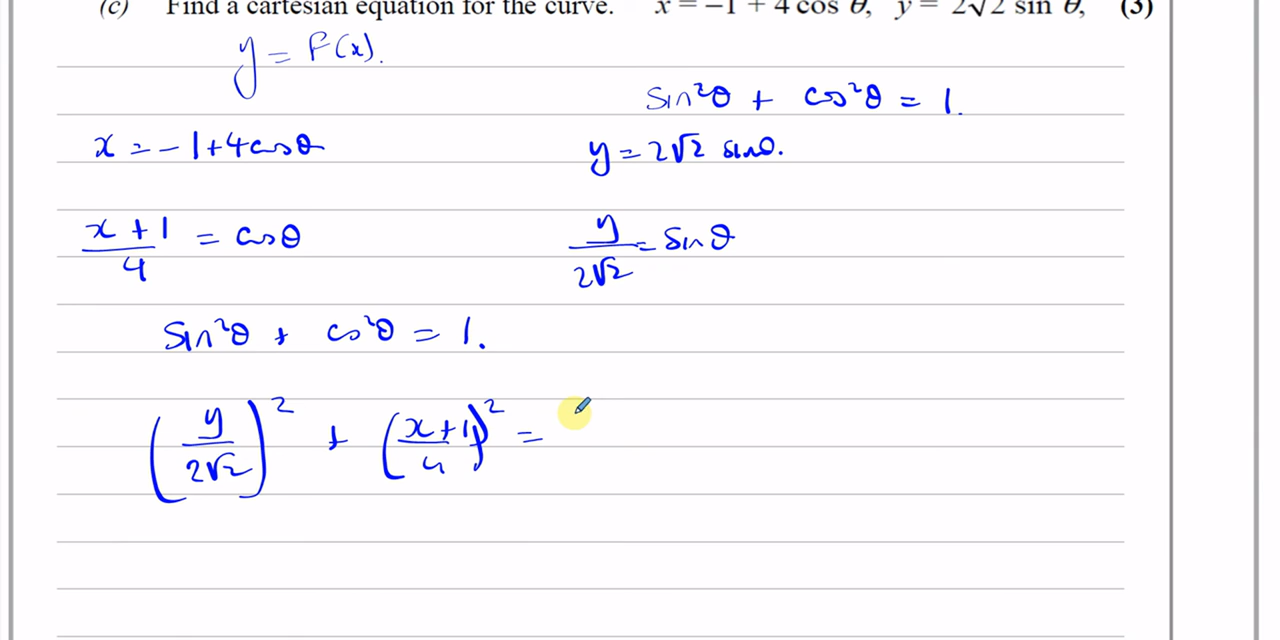 (c) Find a cartesian equation for the curve. x = −1 + 4 cos θ, y = 2√2 sin θ, (3)
y = f(x).
sin²θ + cos²θ = 1.
x = −1+4cosθ
y = 2√2 sinθ.
(x+1)/4 = cosθ
y/(2√2) = sinθ
sin²θ + cos²θ = 1.
(y/(2√2))² + ((x+1)/4)² =